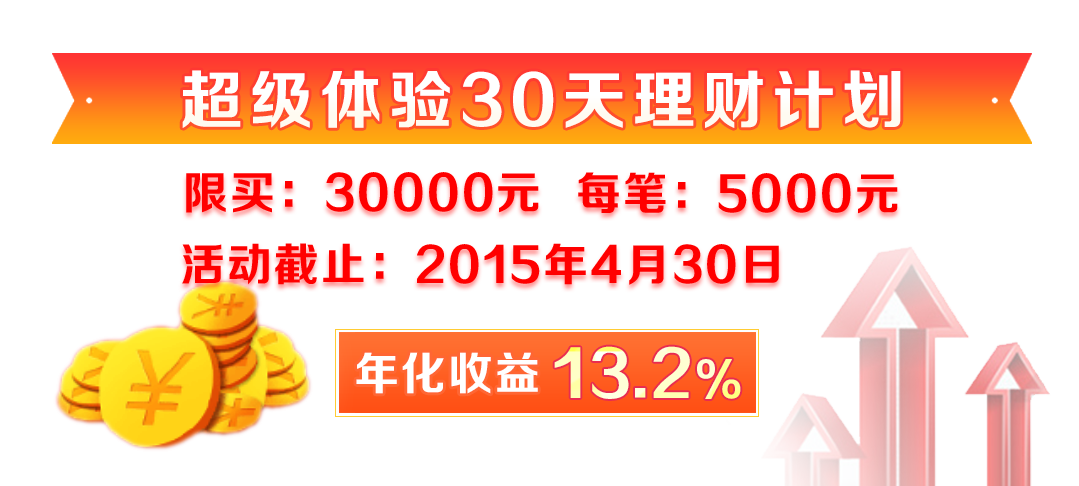 超级体验30天理财计划
限买：30000元 每笔：5000元
活动截止：2015年4月30日
年化收益 13.2%